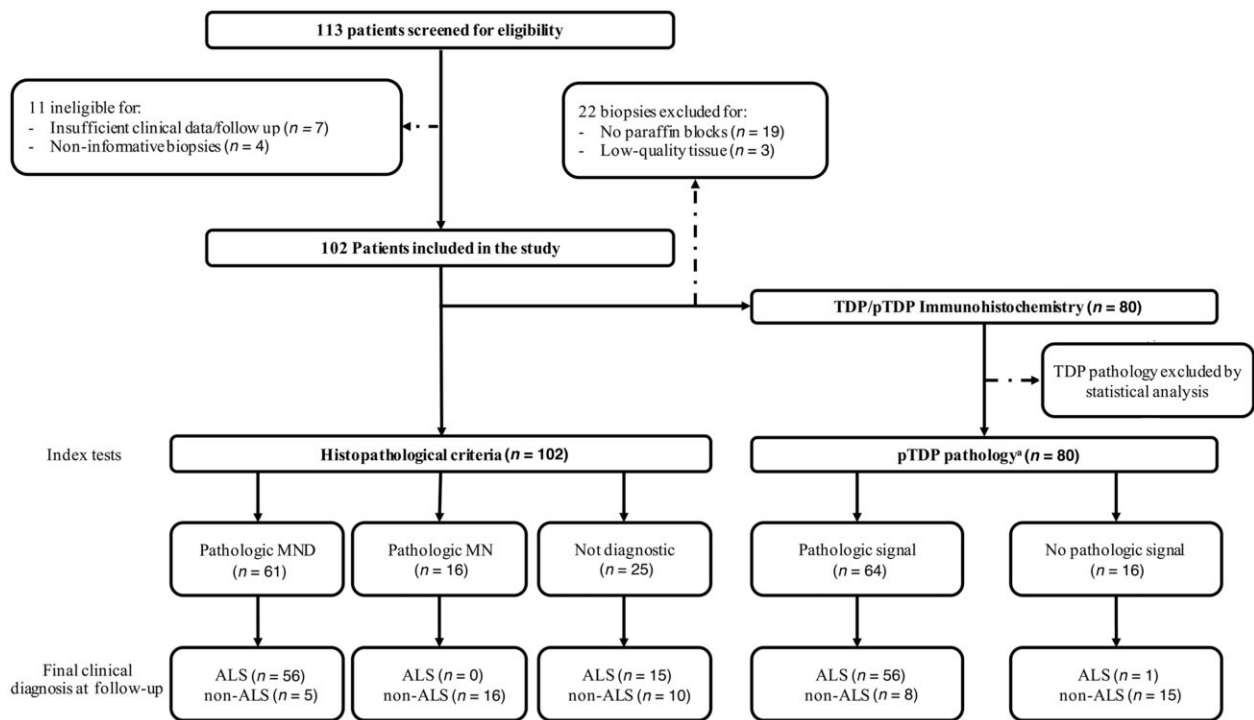 113 patients screened for eligibility
11 ineligible for:
- Insufficient clinical data/follow up (n = 7)
- Non-informative biopsies (n = 4)
22 biopsies excluded for:
- No paraffin blocks (n = 19)
- Low-quality tissue (n = 3)
102 Patients included in the study
TDP/pTDP Immunohistochemistry (n = 80)
TDP pathology excluded by
statistical analysis
Index tests
Histopathological criteria (n = 102)
pTDP pathologyᵃ (n = 80)
Pathologic MND
(n = 61)
Pathologic MN
(n = 16)
Not diagnostic
(n = 25)
Pathologic signal
(n = 64)
No pathologic signal
(n = 16)
Final clinical
diagnosis at follow-up
ALS (n = 56)
non-ALS (n = 5)
ALS (n = 0)
non-ALS (n = 16)
ALS (n = 15)
non-ALS (n = 10)
ALS (n = 56)
non-ALS (n = 8)
ALS (n = 1)
non-ALS (n = 15)